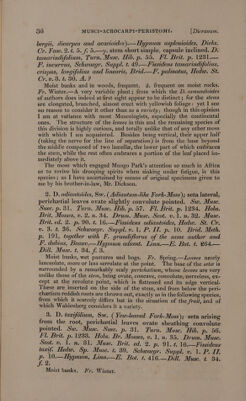 36 MUSCI-ACROCARPI-PERISTOMI. [Dicranum.
bergii, dioarpus and axarioides).—Hypnum asplenioides, Dicks.
Cr. Fasc. 2. t. 5. f. 5.—γ. stem short simple, capsule inclined. D.
tamarindifolium, Turn. Musc. Hib. p. 55. Fl. Brit. p. 1231.—
F. incurvus, Schwaegr. Suppl. t. 49.—Fissidens tamarindifolius,
crispus, longifolius and linearis, Brid.—F. palmatus, Hedw. St.
Cr. v. 3. t. 30. A. ?
Moist banks and in woods, frequent. β. frequent on moist rocks.
Fr. Winter.—A very variable plant; from which the D. osmundioides
of authors does indeed at first sight appear to be distinct; for the stems
are elongated, branched, almost erect with yellowish foliage: yet I see
no reason to consider it other than as a variety; though in this opinion
I am at variance with most Muscologists, especially the continental
ones. The structure of the leaves in this and the remaining species of
this division is highly curious, and totally unlike that of any other moss
with which I am acquainted. Besides being vertical, their upper half
(taking the nerve for the line of separation) is from the base beyond
the middle composed of two lamellæ, the lower part of which embraces
the stem, while the rest often embraces a portion of the leaf placed immediately
above it.
The moss which engaged Mungo Park's attention so much in Africa
as to revive his drooping spirits when sinking under fatigue, is this
species; as I have ascertained by means of original specimens given to
me by his brother-in-law, Mr. Dickson.
2. D. adiantoides, Sw. (Adiantum-like Fork-Moss); seta lateral,
perichætial leaves ovate slightly convolute pointed. Sw. Musc.
Suec. p. 31. Turn. Musc. Hib. p. 57. Fl. Brit. p. 1284. Hobs.
Brit. Mosses, v. 2. n. 34. Drum. Musc. Scot. v. 1. n. 32. Musc.
Brit. ed. 2. p. 90. t. 16.—Fissidens adiantoides, Hedw. St. Cr.
v. 3. t. 26. Schwaegr. Suppl. v. 1. P. II. p. 10. Brid. Meth.
p. 191, together with F. grandifrons of the same author and
F. dubius, Beauv.—Hypnum adscend. Linn.—E. Bot. t. 264.—
Dill. Musc. t. 34. f. 3.
Moist banks, wet pastures and bogs. Fr. Spring.—Leaves nearly
lanceolate, more or less serrulate at the point. The base of the setæ is
surrounded by a remarkably scaly perichætium, whose leaves are very
unlike those of the stem, being ovate, concave, convolute, nerveless, except
at the revolute point, which is flattened and its edge vertical.
These are inserted on the side of the stem, and from below the perichætium
reddish roots are thrown out, exactly as in the following species,
from which it scarcely differs but in the situation of the fruit, and of
which Wahlenberg considers it a variety.
3. D. taxifolium, Sw. (Yew-leaved Fork-Moss); seta arising
from the root, perichætial leaves ovate sheathing convolute
pointed. Sw. Musc. Suec. p. 31. Turn. Musc. Hib. p. 56.
Fl. Brit. p. 1233. Hobs. Br. Mosses, v. 1. n. 35. Drum. Musc.
Scot. v. 1. n. 31. Musc. Brit. ed. 2. p. 91. t. 16.—Fissidens
taxif. Hedw. Sp. Musc. t. 39. Schwaegr. Suppl. v. 1. P. II.
p. 10.—Hypnum, Linn.—E. Bot. t. 416.—Dill. Musc. t. 34.
f. 2.
Moist banks. Fr. Winter.